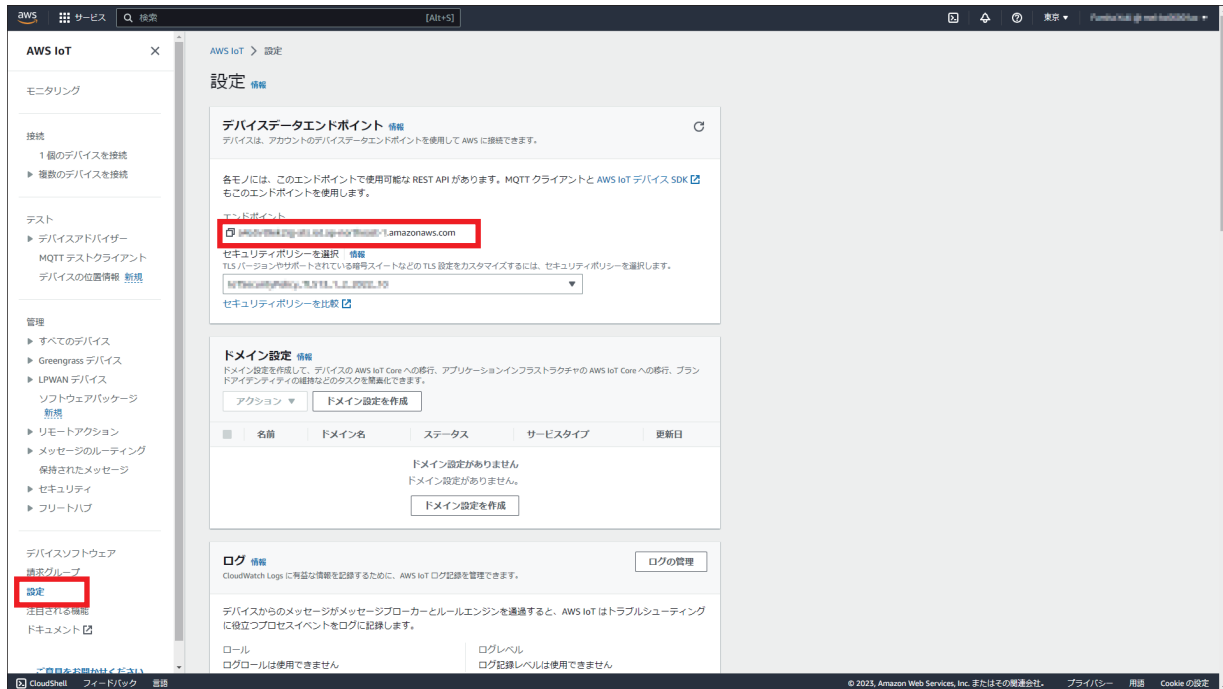 aws サービス 検索 [Alt+S] 東京
AWS IoT
モニタリング
接続
1 個のデバイスを接続
複数のデバイスを接続
テスト
デバイスアドバイザー
MQTT テストクライアント
デバイスの位置情報 新規
管理
すべてのデバイス
Greengrass デバイス
LPWAN デバイス
ソフトウェアパッケージ
新規
リモートアクション
メッセージのルーティング
保持されたメッセージ
セキュリティ
フリートハブ
デバイスソフトウェア
請求グループ
設定
注目される機能
ドキュメント
ご意見をお聞かせください
AWS IoT > 設定
設定 情報
デバイスデータエンドポイント 情報
デバイスは、アカウントのデバイスデータエンドポイントを使用して AWS に接続できます。
各モノには、このエンドポイントで使用可能な REST API があります。MQTT クライアントと AWS IoT デバイス SDK
もこのエンドポイントを使用します。
エンドポイント
.amazonaws.com
セキュリティポリシーを選択 情報
TLS バージョンやサポートされている暗号スイートなどの TLS 設定をカスタマイズするには、セキュリティポリシーを選択します。
セキュリティポリシーを比較
ドメイン設定 情報
ドメイン設定を作成して、デバイスの AWS IoT Core への移行、アプリケーションインフラストラクチャの AWS IoT Core への移行、ブラン
ドアイデンティティの維持などのタスクを簡素化できます。
アクション ドメイン設定を作成
名前 ドメイン名 ステータス サービスタイプ 更新日
ドメイン設定がありません
ドメイン設定がありません。
ドメイン設定を作成
ログ 情報 ログの管理
CloudWatch Logs に有益な情報を記録するために、AWS IoT ログ記録を管理できます。
デバイスからのメッセージがメッセージブローカーとルールエンジンを通過すると、AWS IoT はトラブルシューティング
に役立つプロセスイベントをログに記録します。
ロール ログレベル
ログロールは使用できません ログ記録レベルは使用できません
CloudShell フィードバック 言語 © 2023, Amazon Web Services, Inc. またはその関連会社。 プライバシー 用語 Cookie の設定